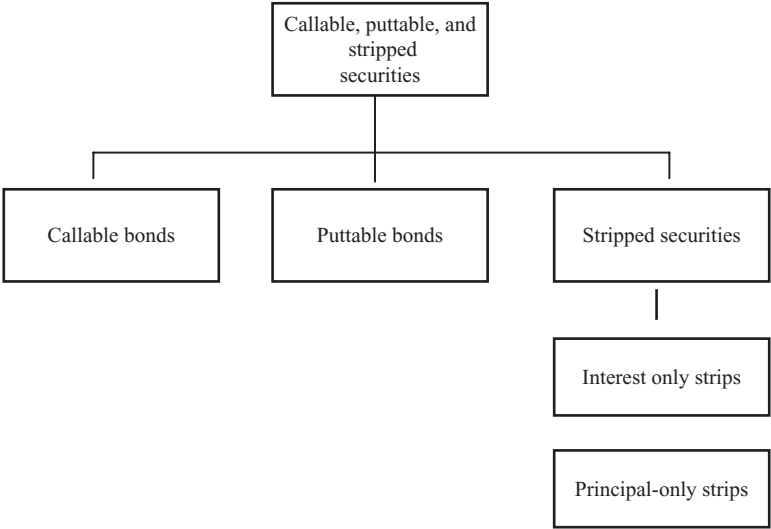 Callable, puttable, and
stripped
securities
Callable bonds
Puttable bonds
Stripped securities
Interest only strips
Principal-only strips